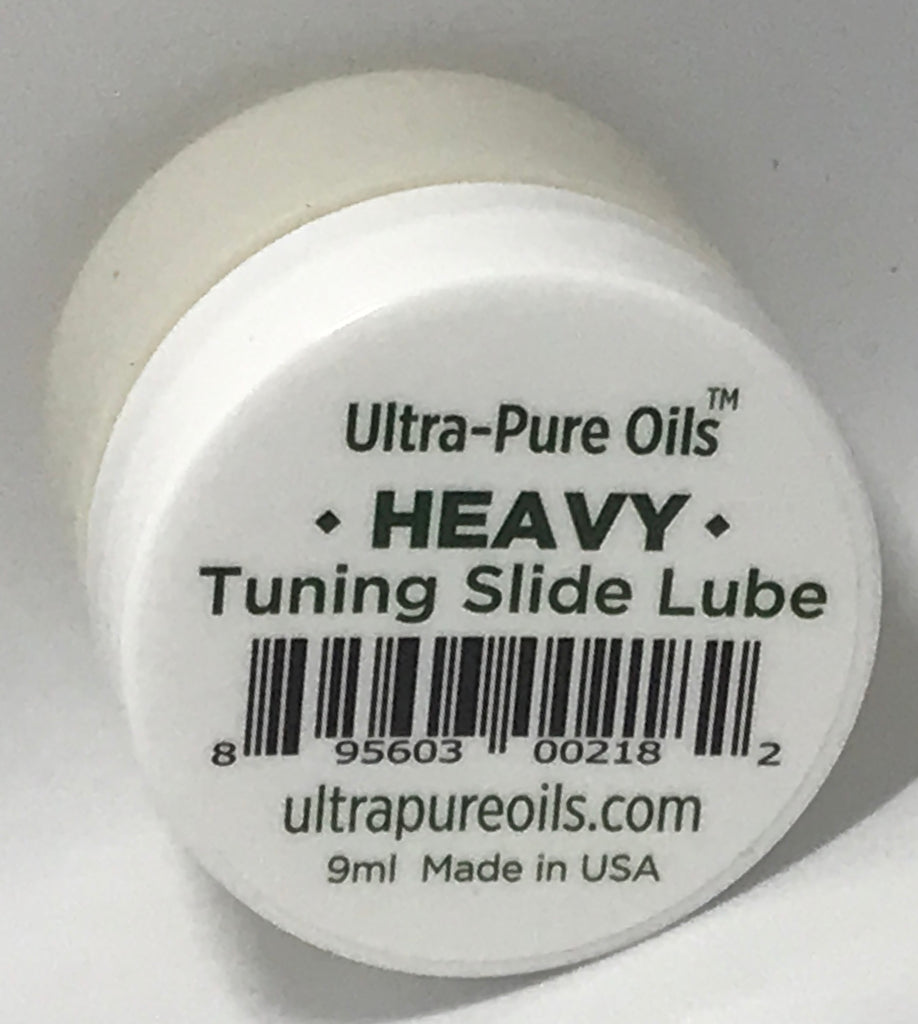 Ultra-Pure Oils™
• HEAVY •
Tuning Slide Lube
8 95603 00218 2
ultrapureoils.com
9ml Made in USA